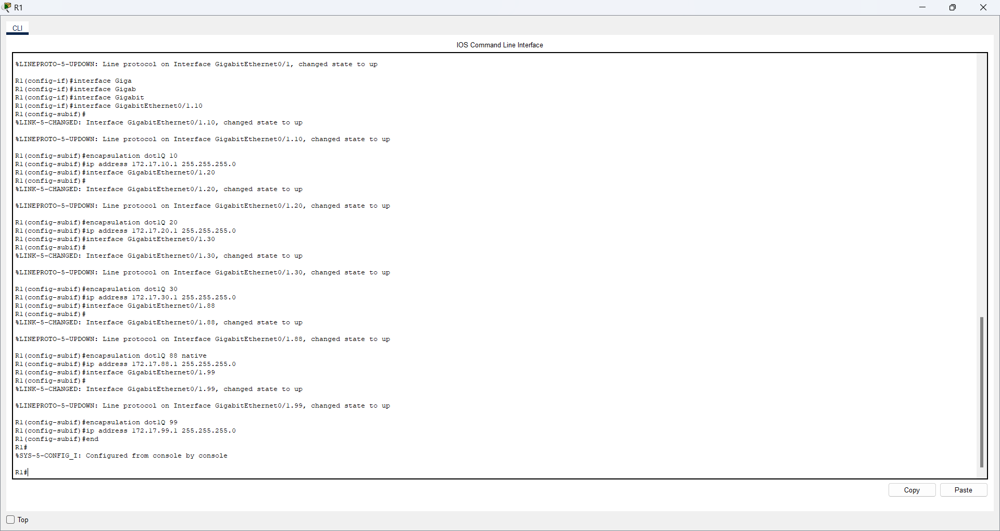 R1
CLI
IOS Command Line Interface
%LINEPROTO-5-UPDOWN: Line protocol on Interface GigabitEthernet0/1, changed state to up
R1(config-if)#interface Giga
R1(config-if)#interface Gigab
R1(config-if)#interface Gigabit
R1(config-if)#interface GigabitEthernet0/1.10
R1(config-subif)#
%LINK-5-CHANGED: Interface GigabitEthernet0/1.10, changed state to up
%LINEPROTO-5-UPDOWN: Line protocol on Interface GigabitEthernet0/1.10, changed state to up
R1(config-subif)#encapsulation dot1Q 10
R1(config-subif)#ip address 172.17.10.1 255.255.255.0
R1(config-subif)#interface GigabitEthernet0/1.20
R1(config-subif)#
%LINK-5-CHANGED: Interface GigabitEthernet0/1.20, changed state to up
%LINEPROTO-5-UPDOWN: Line protocol on Interface GigabitEthernet0/1.20, changed state to up
R1(config-subif)#encapsulation dot1Q 20
R1(config-subif)#ip address 172.17.20.1 255.255.255.0
R1(config-subif)#interface GigabitEthernet0/1.30
R1(config-subif)#
%LINK-5-CHANGED: Interface GigabitEthernet0/1.30, changed state to up
%LINEPROTO-5-UPDOWN: Line protocol on Interface GigabitEthernet0/1.30, changed state to up
R1(config-subif)#encapsulation dot1Q 30
R1(config-subif)#ip address 172.17.30.1 255.255.255.0
R1(config-subif)#interface GigabitEthernet0/1.88
R1(config-subif)#
%LINK-5-CHANGED: Interface GigabitEthernet0/1.88, changed state to up
%LINEPROTO-5-UPDOWN: Line protocol on Interface GigabitEthernet0/1.88, changed state to up
R1(config-subif)#encapsulation dot1Q 88 native
R1(config-subif)#ip address 172.17.88.1 255.255.255.0
R1(config-subif)#interface GigabitEthernet0/1.99
R1(config-subif)#
%LINK-5-CHANGED: Interface GigabitEthernet0/1.99, changed state to up
%LINEPROTO-5-UPDOWN: Line protocol on Interface GigabitEthernet0/1.99, changed state to up
R1(config-subif)#encapsulation dot1Q 99
R1(config-subif)#ip address 172.17.99.1 255.255.255.0
R1(config-subif)#end
R1#
%SYS-5-CONFIG_I: Configured from console by console
R1#
Copy
Paste
Top